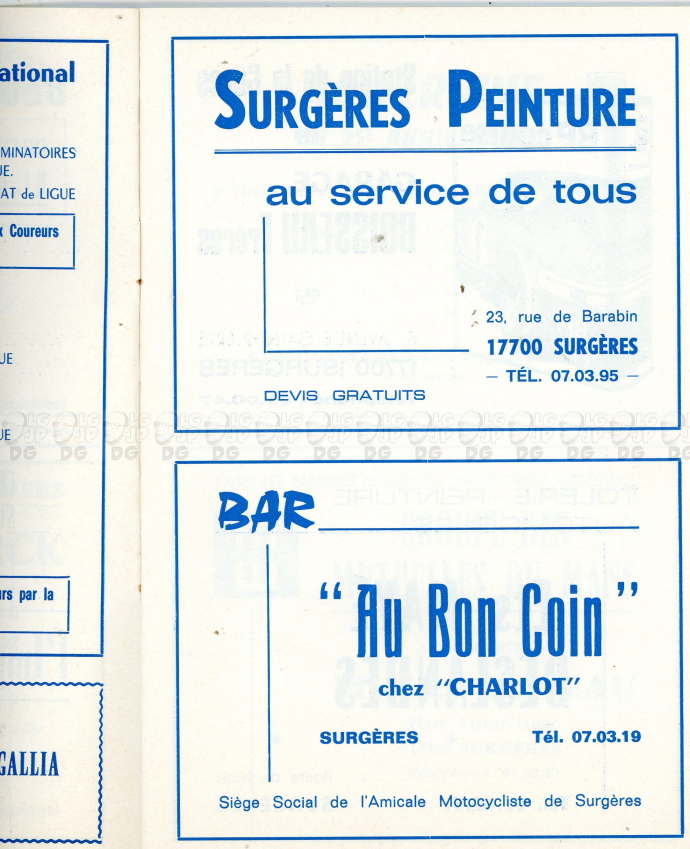 ational
MINATOIRES
UE.
AT de LIGUE
x Coureurs
UE
UE
urs par la
GALLIA
SURGÈRES PEINTURE
au service de tous
23, rue de Barabin
17700 SURGÈRES
– TÉL. 07.03.95 –
DEVIS GRATUITS
BAR
“ Au Bon Coin ”
chez “CHARLOT”
SURGÈRES Tél. 07.03.19
Siège Social de l'Amicale Motocycliste de Surgères